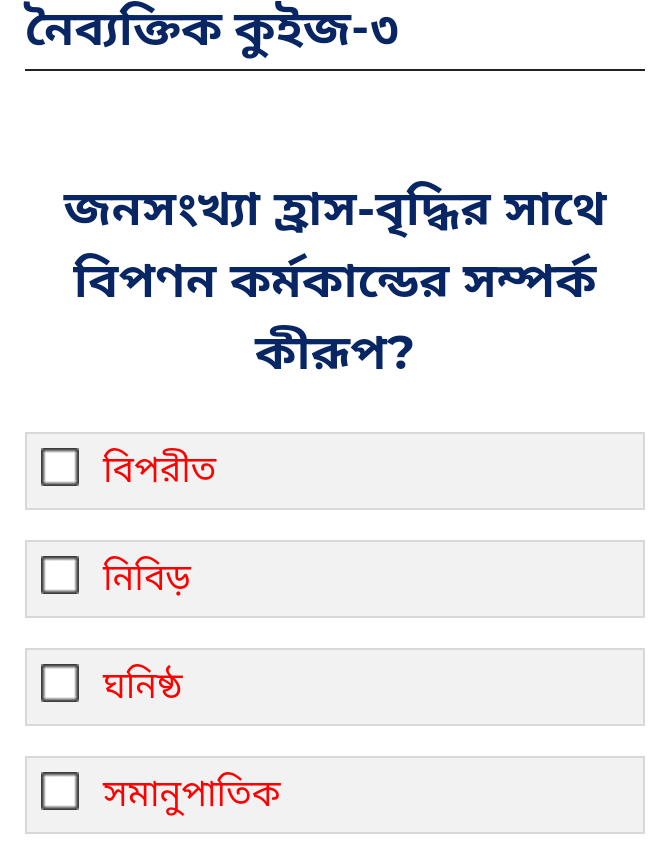 নৈব্যক্তিক কুইজ-৩
জনসংখ্যা হ্রাস-বৃদ্ধির সাথে
বিপণন কর্মকান্ডের সম্পর্ক
কীরূপ?
বিপরীত
নিবিড়
ঘনিষ্ঠ
সমানুপাতিক